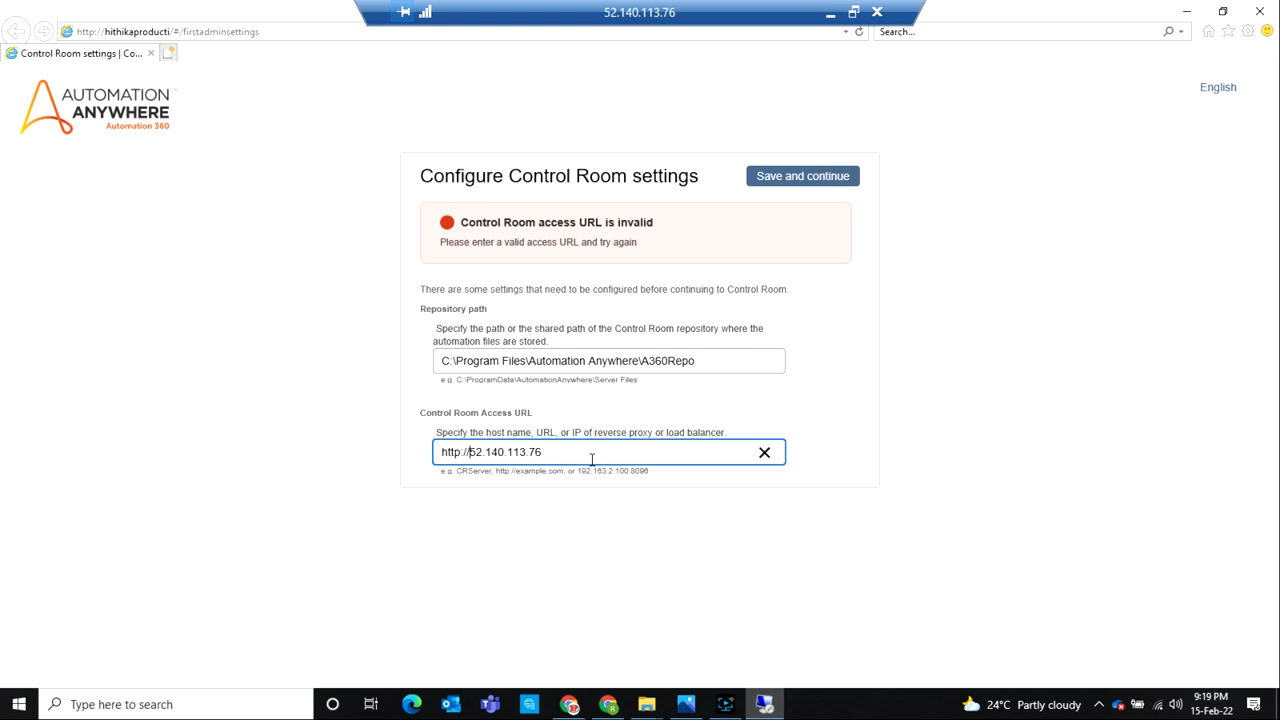 52.140.113.76
http://hithikaproducti/#/firstadminsettings
Search...
Control Room settings | Co...
AUTOMATION
ANYWHERE
Automation 360
English
Configure Control Room settings
Save and continue
Control Room access URL is invalid
Please enter a valid access URL and try again
There are some settings that need to be configured before continuing to Control Room.
Repository path
Specify the path or the shared path of the Control Room repository where the
automation files are stored.
C:\Program Files\Automation Anywhere\A360Repo
e.g. C:\ProgramData\AutomationAnywhere\Server Files
Control Room Access URL
Specify the host name, URL, or IP of reverse proxy or load balancer.
http://52.140.113.76
e.g. CRServer, http://example.com, or 192.163.2.100:8096
Type here to search
24°C Partly cloudy
9:19 PM
15-Feb-22